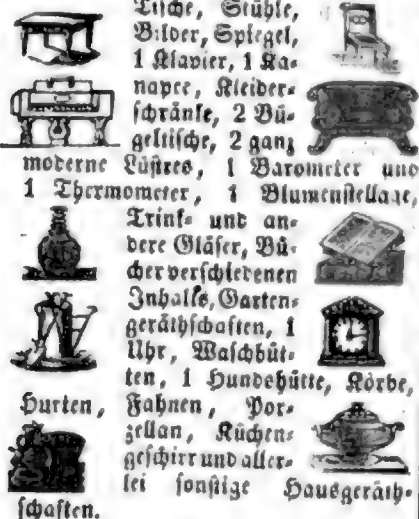 Tische, Stühle,
Bilder, Spiegel,
1 Klavier, 1 Ka-
napee, Kleider-
schränke, 2 Bü-
geltische, 2 ganz
moderne Lüstres, 1 Barometer und
1 Thermometer, 1 Blumenstellage,
Trink- und an-
dere Gläser, Bü-
cher verschiedenen
Inhalts, Garten-
geräthschaften, 1
Uhr, Waschbüt-
ten, 1 Hundshütte, Körbe,
Hurten, Fahnen, Por-
zellan, Küchen-
geschirr und aller-
lei sonstige Hausgeräth-
schaften.